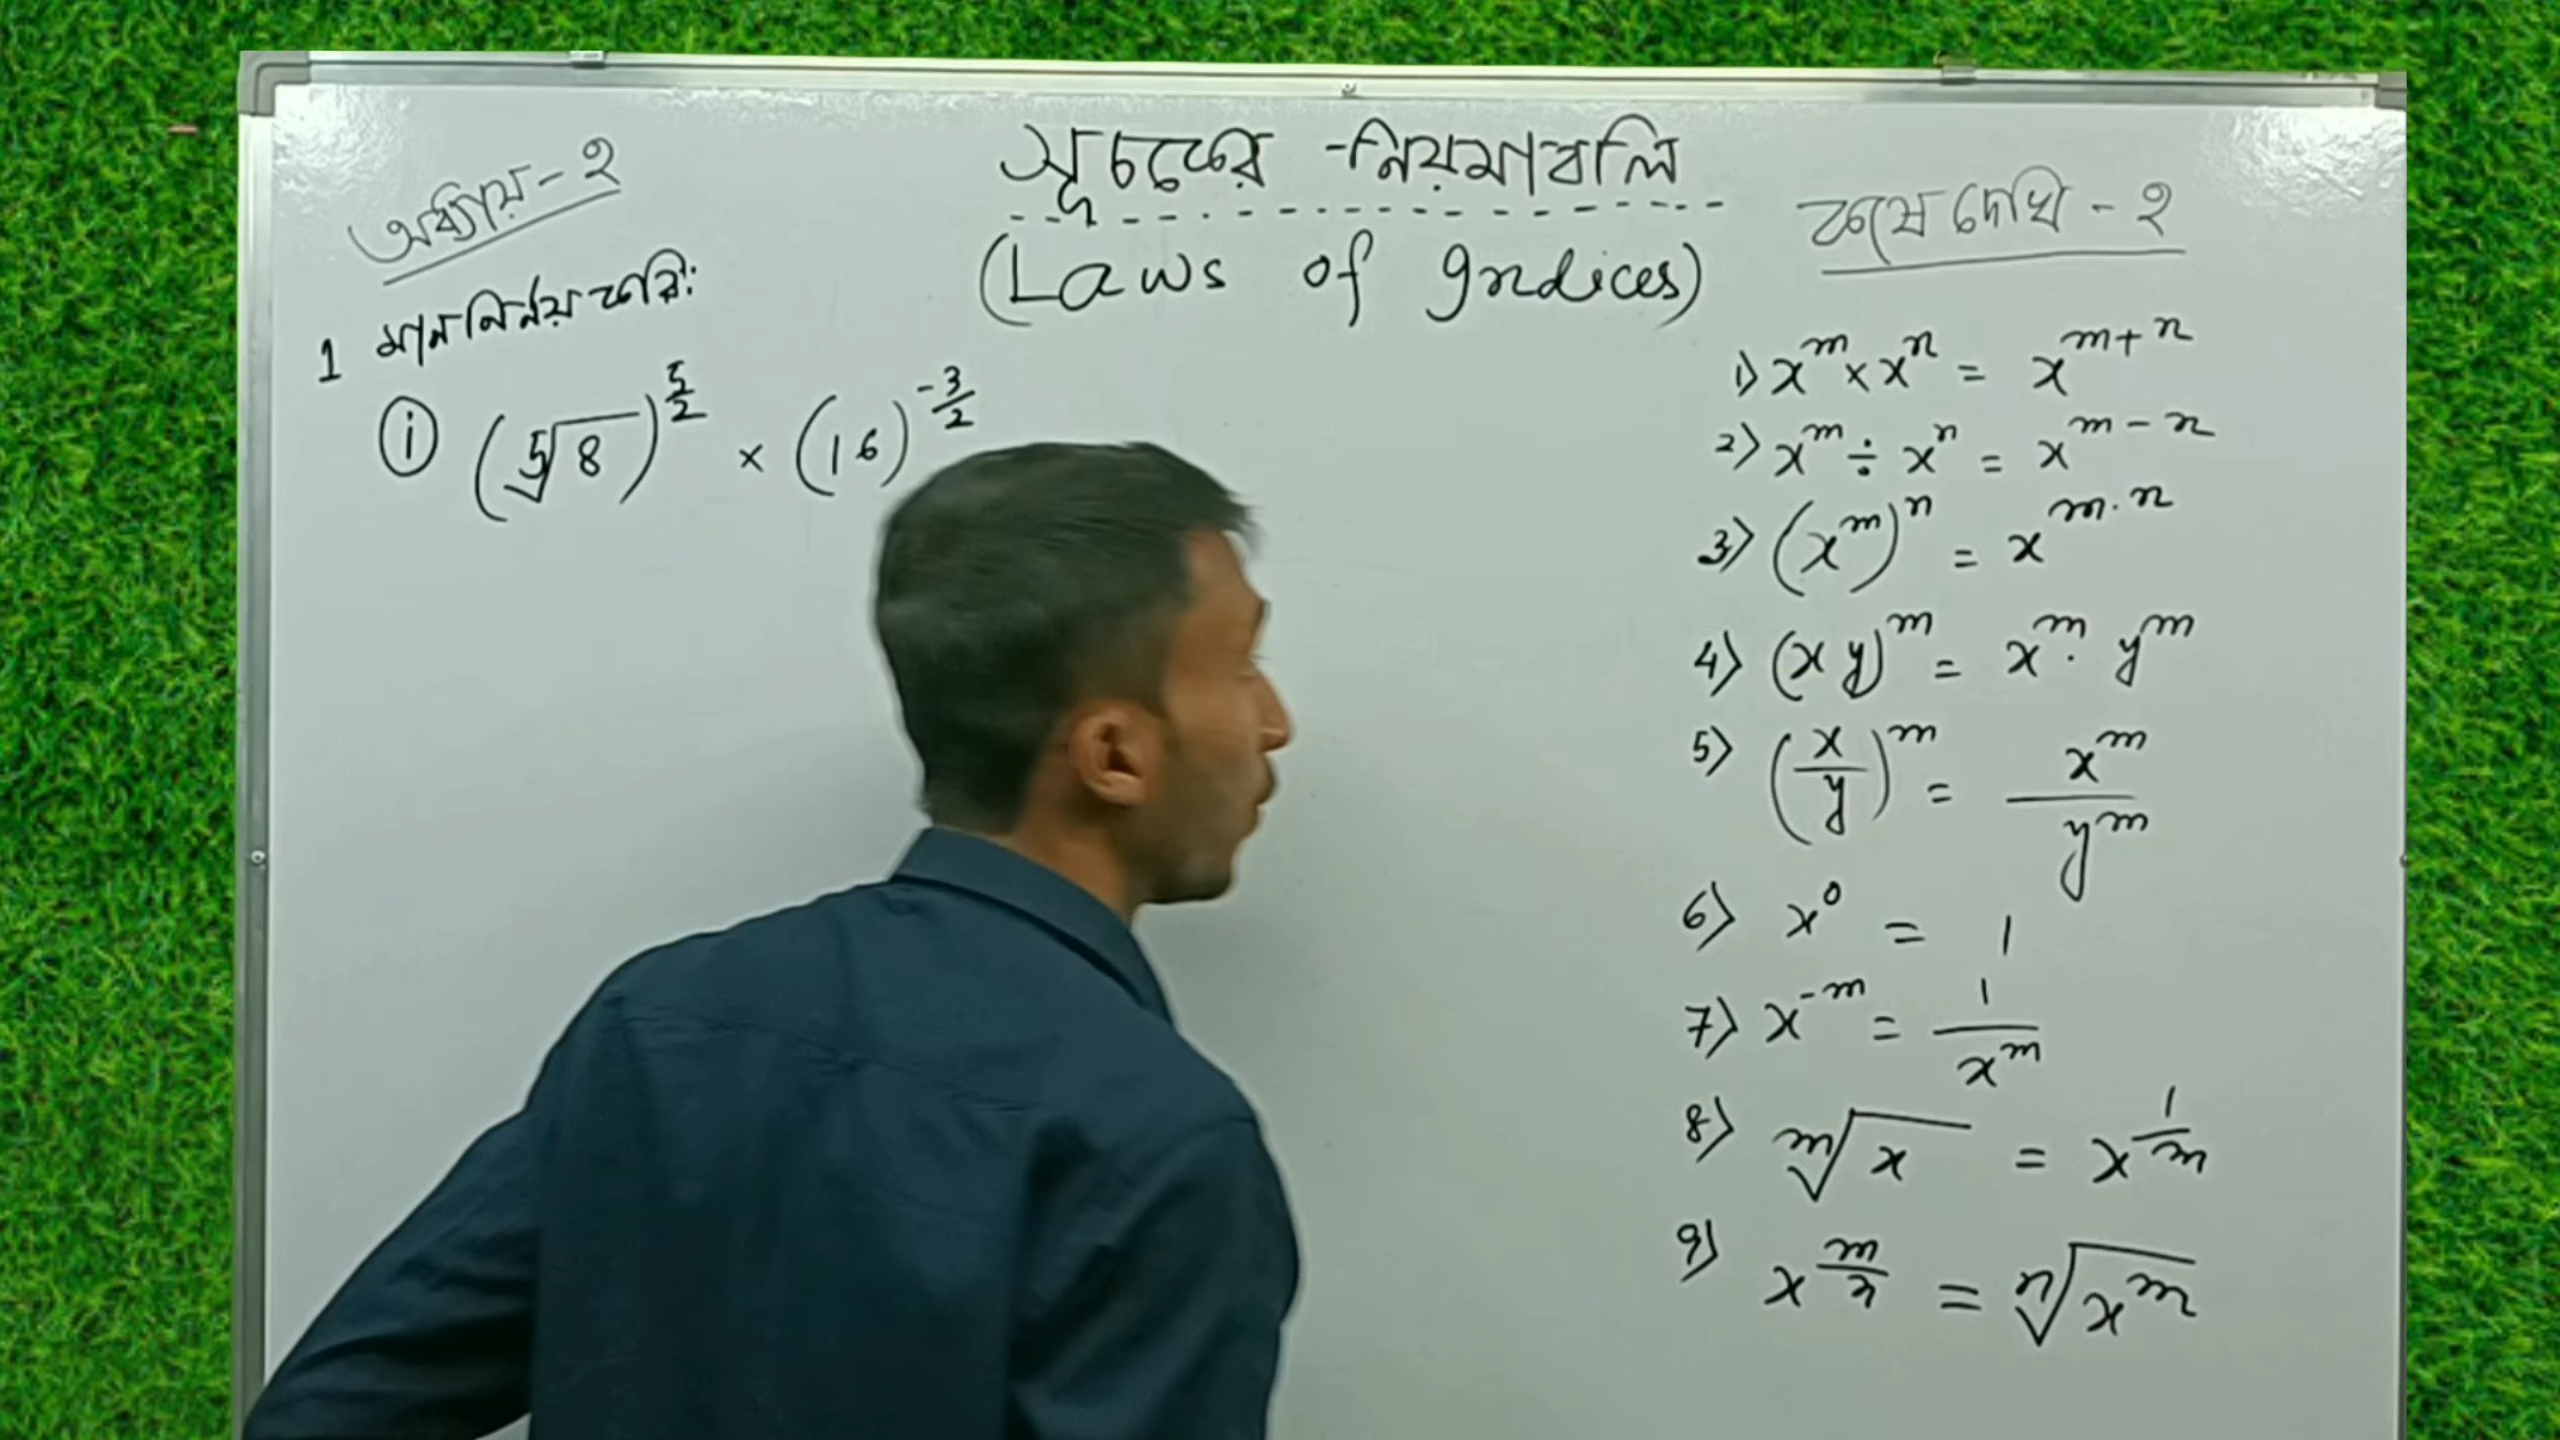 অধ্যায় - ২
সূচকের নিয়মাবলি
(Laws of Indices)
কষে দেখি - ২
1 মান নির্ণয় করি:
(i) (⁵√8)^(5/2) × (16)^(-3/2)
1) x^m × x^n = x^(m+n)
2) x^m ÷ x^n = x^(m-n)
3) (x^m)^n = x^(m.n)
4) (xy)^m = x^m . y^m
5) (x/y)^m = x^m/y^m
6) x^0 = 1
7) x^-m = 1/x^m
8) ᵐ√x = x^(1/m)
9) x^(m/n) = ⁿ√x^m